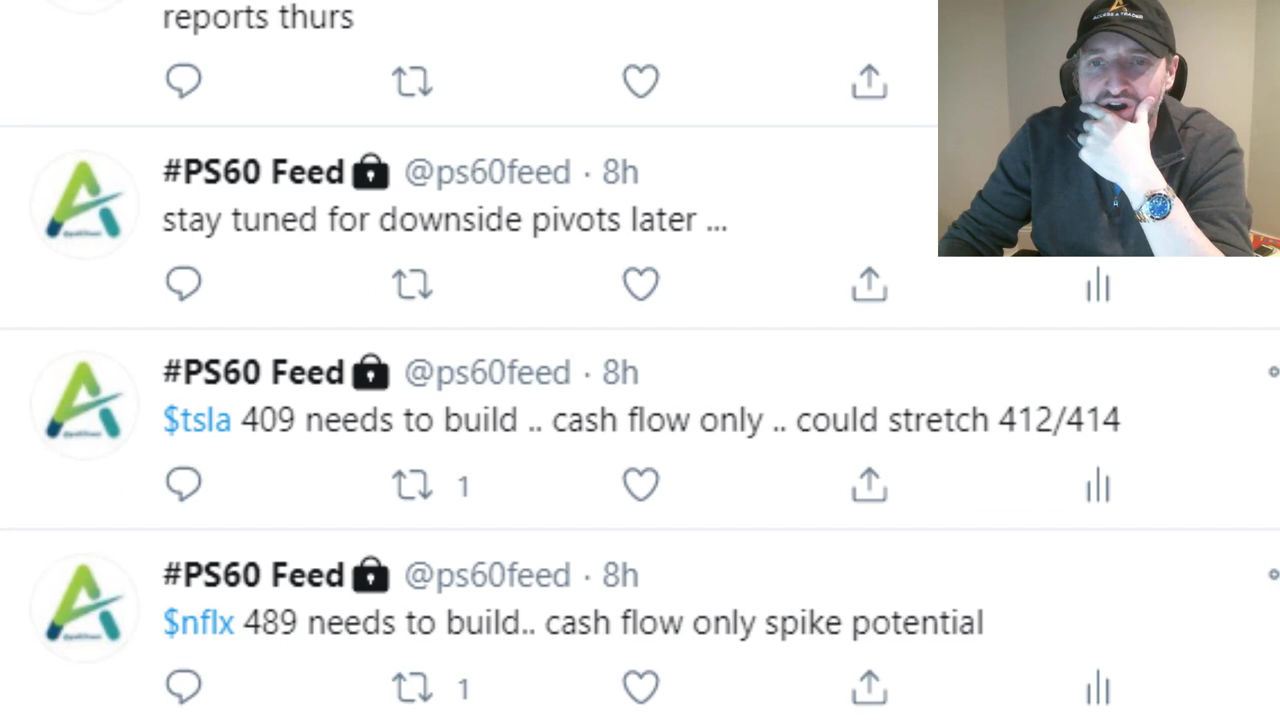 reports thurs
ACCESS A TRADER
#PS60 Feed @ps60feed · 8h
stay tuned for downside pivots later ...
#PS60 Feed @ps60feed · 8h
$tsla 409 needs to build .. cash flow only .. could stretch 412/414
1
#PS60 Feed @ps60feed · 8h
$nflx 489 needs to build.. cash flow only spike potential
1